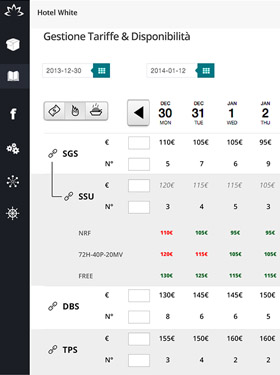 Hotel White
Gestione Tariffe & Disponibilità
2013-12-30 2014-01-12
DEC DEC JAN JAN
30 31 1 2
MON TUE WED THU
€ 110€ 105€ 105€ 95€
SGS
N° 5 7 6 9
€ 120€ 115€ 115€ 105€
SSU
N° 3 4 5 3
NRF 110€ 105€ 95€ 95€
72H-40P-20MV 120€ 115€ 105€ 105€
FREE 130€ 125€ 115€ 115€
€ 130€ 145€ 145€ 150€
DBS
N° 8 6 6 5
€ 155€ 150€ 160€ 160€
TPS
N° 3 4 2 2